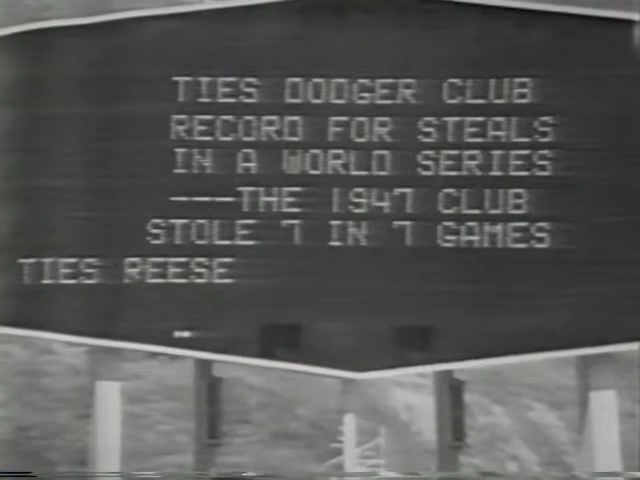 TIES DODGER CLUB
RECORD FOR STEALS
IN A WORLD SERIES
---THE 1947 CLUB
STOLE 7 IN 7 GAMES
TIES REESE